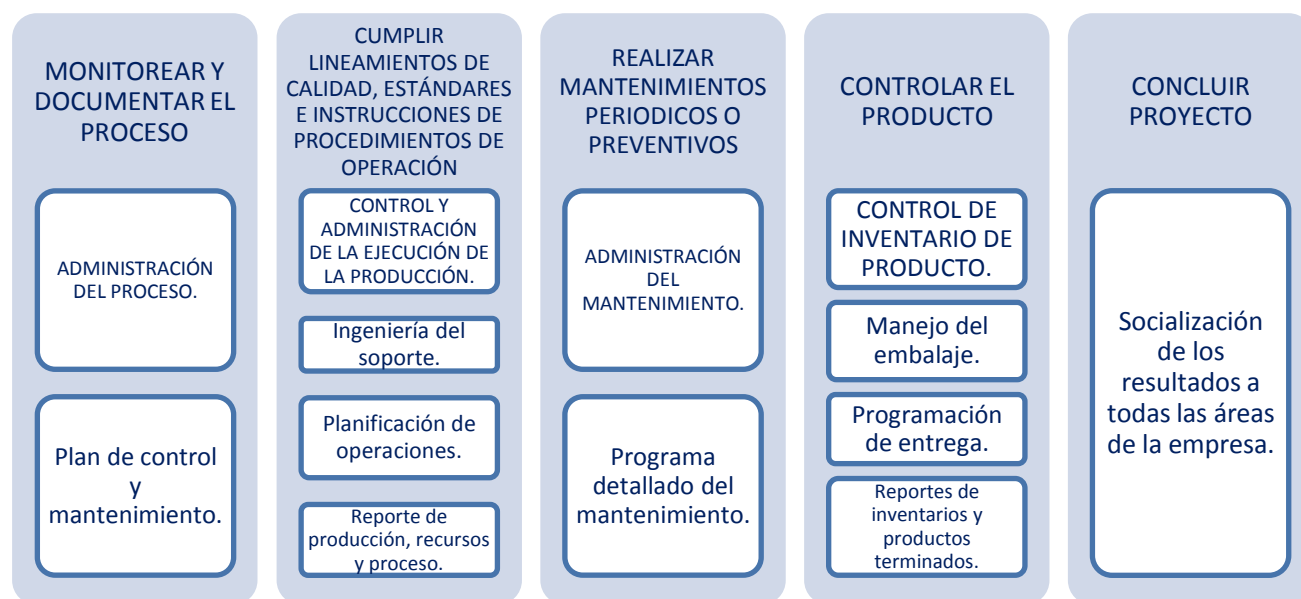 MONITOREAR Y
DOCUMENTAR EL
PROCESO
ADMINISTRACIÓN
DEL PROCESO.
Plan de control
y
mantenimiento.
CUMPLIR
LINEAMIENTOS DE
CALIDAD, ESTÁNDARES
E INSTRUCCIONES DE
PROCEDIMIENTOS DE
OPERACIÓN
CONTROL Y
ADMINISTRACIÓN
DE LA EJECUCIÓN DE
LA PRODUCCIÓN.
Ingeniería del
soporte.
Planificación de
operaciones.
Reporte de
producción, recursos
y proceso.
REALIZAR
MANTENIMIENTOS
PERIODICOS O
PREVENTIVOS
ADMINISTRACIÓN
DEL
MANTENIMIENTO.
Programa
detallado del
mantenimiento.
CONTROLAR EL
PRODUCTO
CONTROL DE
INVENTARIO DE
PRODUCTO.
Manejo del
embalaje.
Programación
de entrega.
Reportes de
inventarios y
productos
terminados.
CONCLUIR
PROYECTO
Socialización
de los
resultados a
todas las áreas
de la empresa.